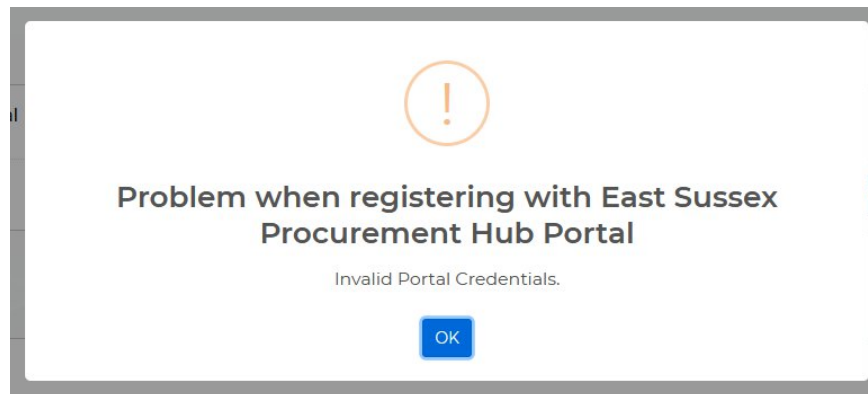 Problem when registering with East Sussex
Procurement Hub Portal
Invalid Portal Credentials.
OK